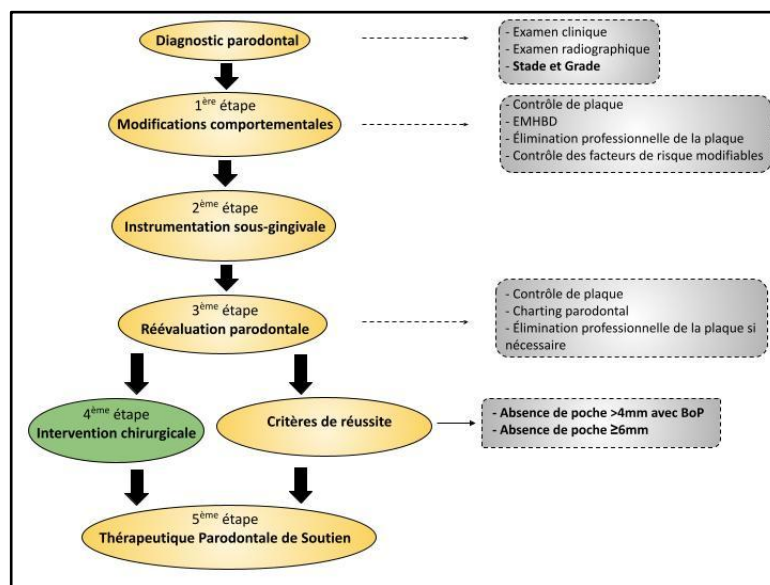 Diagnostic parodontal
- Examen clinique
- Examen radiographique
- Stade et Grade
1ère étape
Modifications comportementales
- Contrôle de plaque
- EMHBD
- Élimination professionnelle de la plaque
- Contrôle des facteurs de risque modifiables
2ème étape
Instrumentation sous-gingivale
3ème étape
Réévaluation parodontale
- Contrôle de plaque
- Charting parodontal
- Élimination professionnelle de la plaque si
nécessaire
4ème étape
Intervention chirurgicale
Critères de réussite
- Absence de poche >4mm avec BoP
- Absence de poche ≥6mm
5ème étape
Thérapeutique Parodontale de Soutien